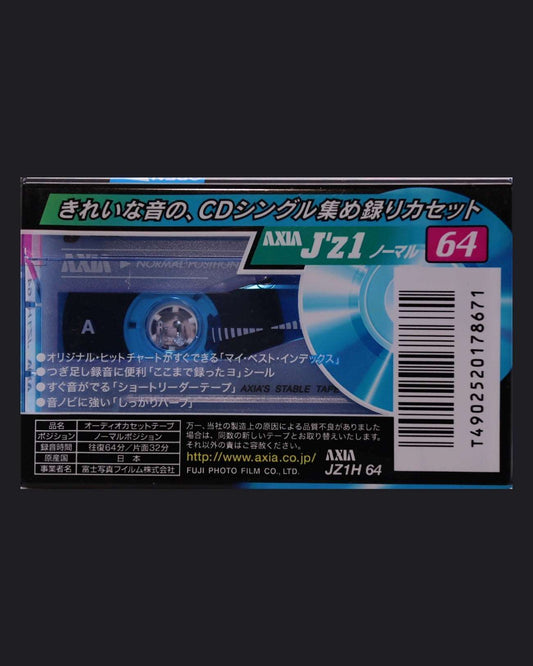 きれいな音の、CDシングル集め録りカセット
AXIA J'z1 ノーマル 64
AXIA ▷ NORMAL POSITION
A
●オリジナル・ヒットチャートがすぐできる「マイ・ベスト・インデックス」
●つぎ足し録音に便利「ここまで録ったヨ」シール
●すぐ音がでる「ショートリーダーテープ」
AXIA'S STABLE TAPE
●音ノビに強い「しっかりハーフ」
T4902520178671
品名 オーディオカセットテープ
ポジション ノーマルポジション
録音時間 往復64分/片面32分
原産国 日本
事業者名 富士写真フイルム株式会社
万一、当社の製造上の原因による品質不良がありました
場合は、同数の新しいテープとお取り替えいたします。
それ以外の責はご容赦ください。
http://www.axia.co.jp/
FUJI PHOTO FILM CO., LTD.
AXIA
JZ1H 64